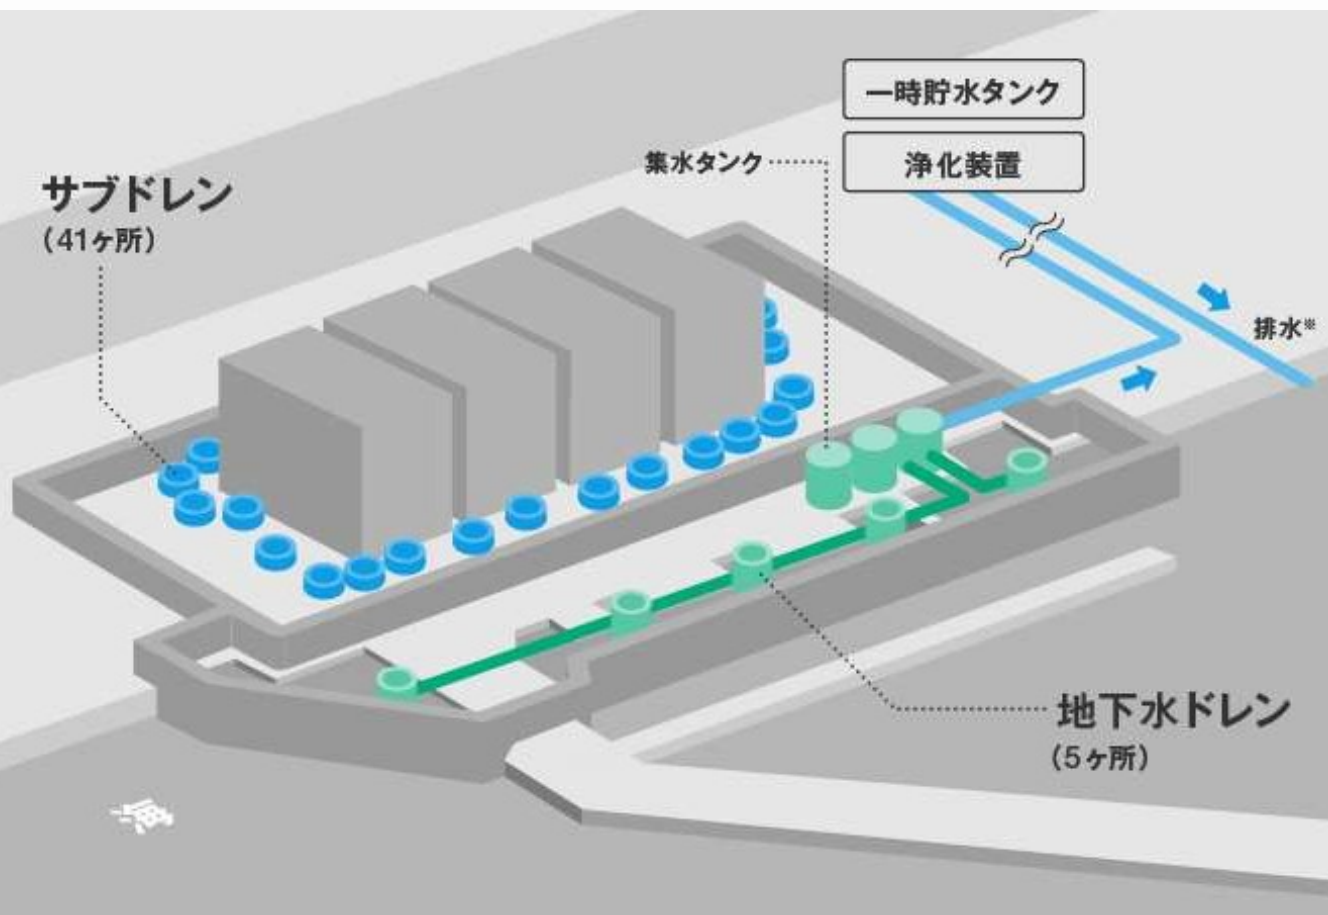 一時貯水タンク
集水タンク
浄化装置
サブドレン
(41ヶ所)
排水※
地下水ドレン
(5ヶ所)
海